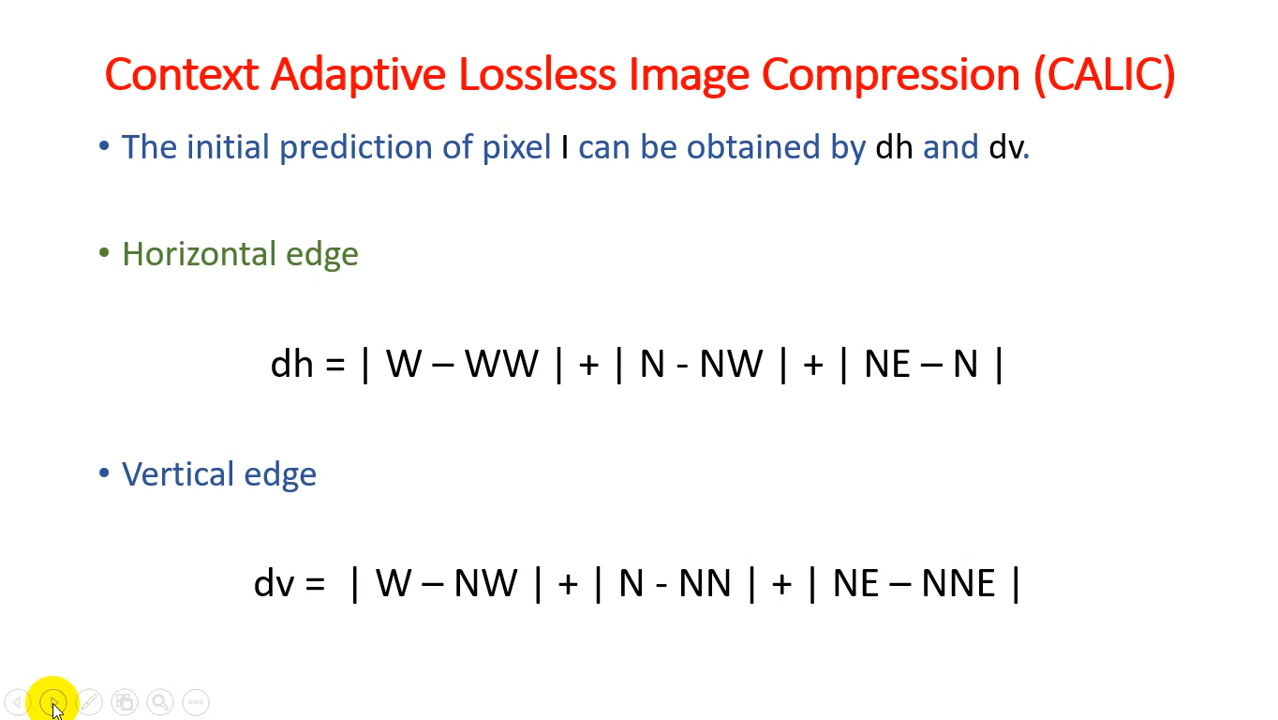 Context Adaptive Lossless Image Compression (CALIC)
• The initial prediction of pixel I can be obtained by dh and dv.
• Horizontal edge
dh = | W – WW | + | N - NW | + | NE – N |
• Vertical edge
dv = | W – NW | + | N - NN | + | NE – NNE |